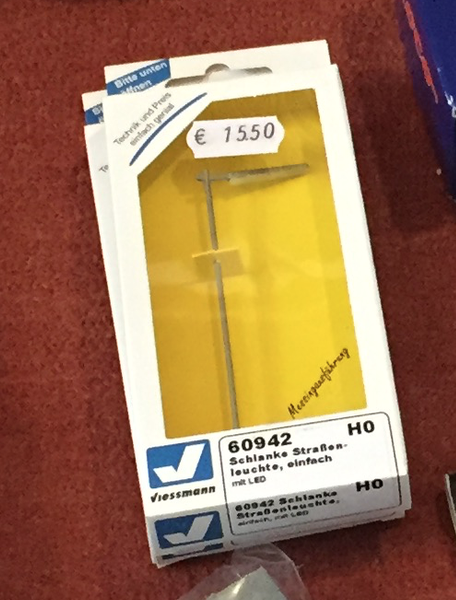 Bitte unten
öffnen
Technik und Preis
einfach genial
€ 15.50
Messingausführung
60942 H0
Schlanke Straßen-
leuchte, einfach
mit LED
Viessmann
60942 Schlanke H0
Straßenleuchte,
einfach, mit LED